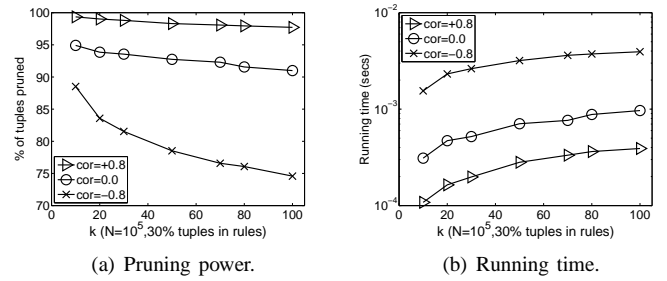 % of tuples pruned
100
95
90
85
80
75
70
cor=+0.8
cor=0.0
cor=−0.8
0 20 40 60 80 100
k (N=10^5,30% tuples in rules)
(a) Pruning power.
Running time (secs)
10^−2
10^−3
10^−4
cor=+0.8
cor=0.0
cor=−0.8
0 20 40 60 80 100
k (N=10^5,30% tuples in rules)
(b) Running time.